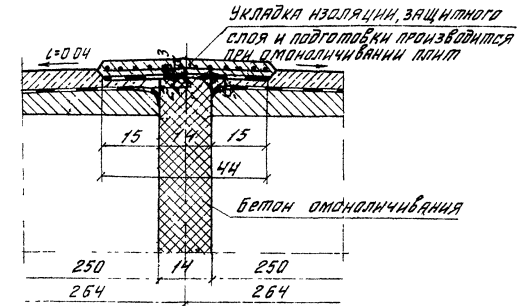 Укладка изоляции, защитного
слоя и подготовки производится
при омоноличивании плит
i=0.04
3
15 14 15
44
Бетон омоноличивания
250 14 250
264 264